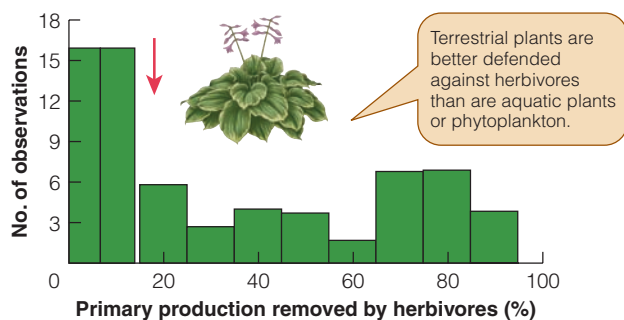 18
15
12
9
6
3
No. of observations
Terrestrial plants are
better defended
against herbivores
than are aquatic plants
or phytoplankton.
0 20 40 60 80 100
Primary production removed by herbivores (%)